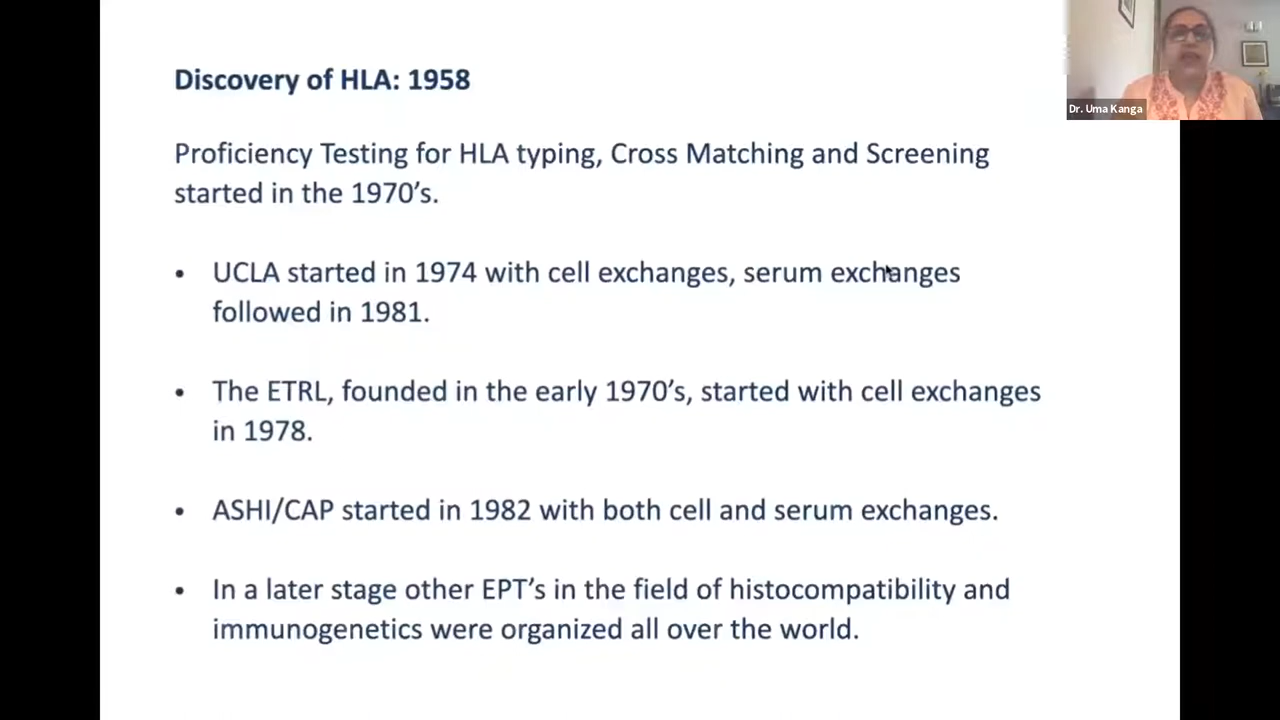 Discovery of HLA: 1958
Dr. Uma Kanga
Proficiency Testing for HLA typing, Cross Matching and Screening
started in the 1970’s.
• UCLA started in 1974 with cell exchanges, serum exchanges
followed in 1981.
• The ETRL, founded in the early 1970’s, started with cell exchanges
in 1978.
• ASHI/CAP started in 1982 with both cell and serum exchanges.
• In a later stage other EPT’s in the field of histocompatibility and
immunogenetics were organized all over the world.